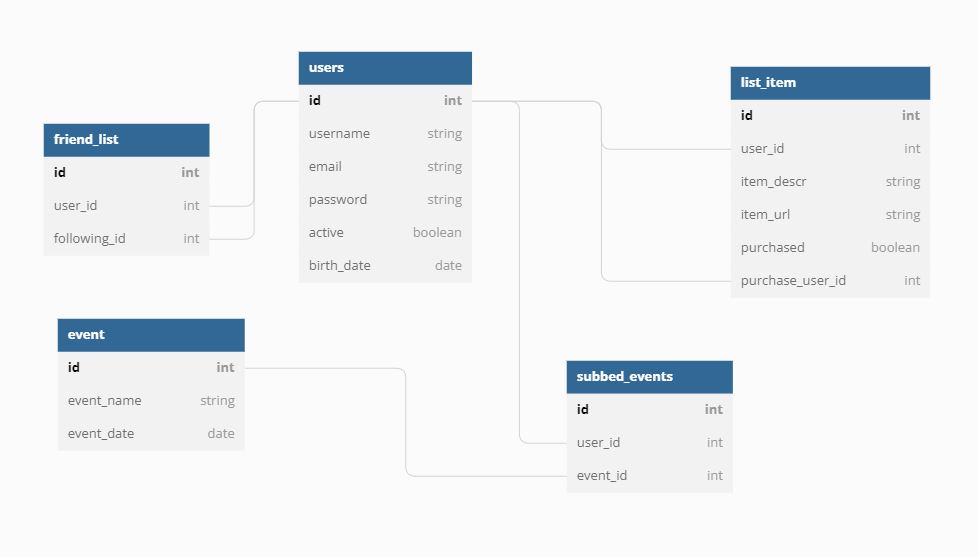 users
id int
username string
email string
password string
active boolean
birth_date date
list_item
id int
user_id int
item_descr string
item_url string
purchased boolean
purchase_user_id int
friend_list
id int
user_id int
following_id int
event
id int
event_name string
event_date date
subbed_events
id int
user_id int
event_id int